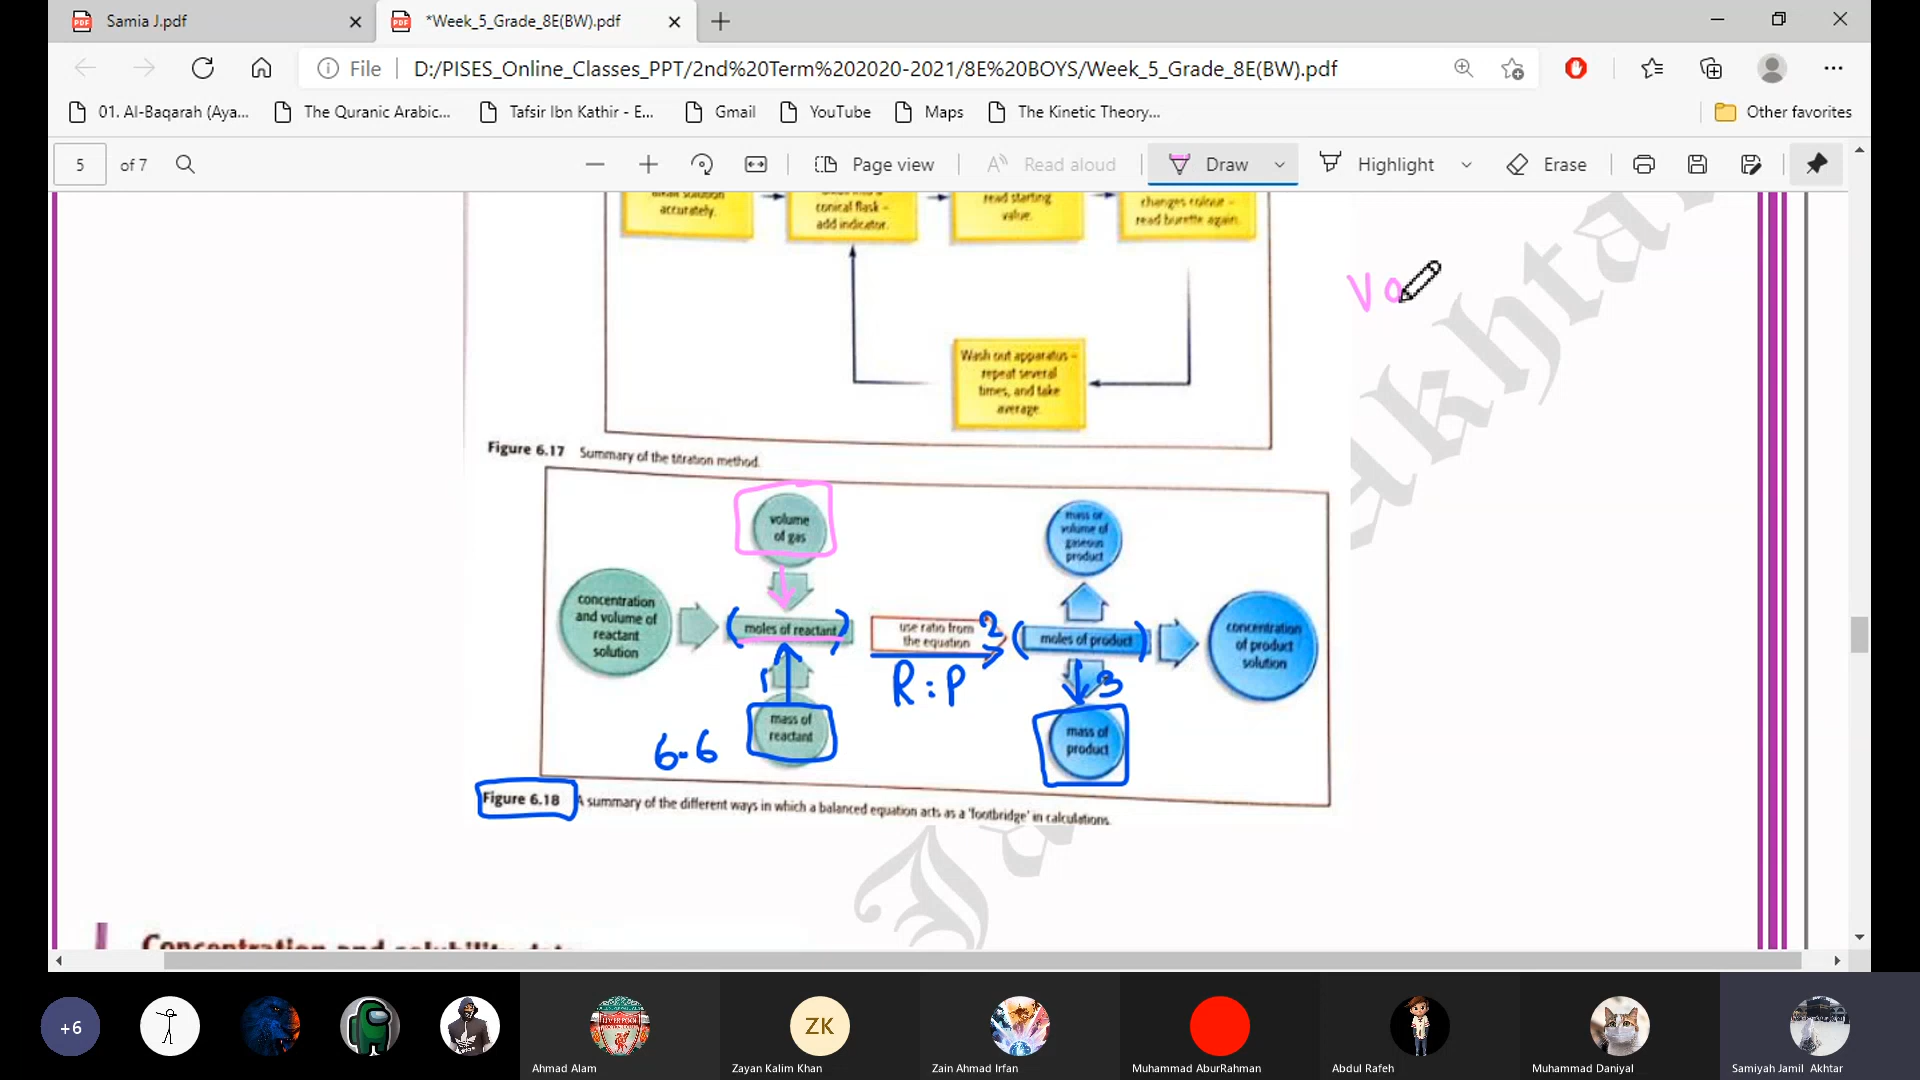 Samia J.pdf
*Week_5_Grade_8E(BW).pdf
File
D:/PISES_Online_Classes_PPT/2nd%20Term%202020-2021/8E%20BOYS/Week_5_Grade_8E(BW).pdf
01. Al-Baqarah (Aya...
The Quranic Arabic...
Tafsir Ibn Kathir - E...
Gmail
YouTube
Maps
The Kinetic Theory...
Other favorites
5
of 7
Page view
Read aloud
Draw
Highlight
Erase
accurately.
conical flask –
add indicator.
read starting
value.
changes colour –
read burette again.
Vo
Wash out apparatus –
repeat several
times, and take
average
Figure 6.17 Summary of the titration method.
volume
of gas
mass or
volume of
gaseous
product
concentration
and volume of
reactant
solution
(moles of reactant)
use ratio from
the equation
2
(moles of product)
concentration
of product
solution
R:P
1
3
mass of
reactant
mass of
product
6.6
Figure 6.18 A summary of the different ways in which a balanced equation acts as a 'footbridge' in calculations.
+6
ZK
Ahmad Alam
Zayan Kalim Khan
Zain Ahmad Irfan
Muhammad AburRahman
Abdul Rafeh
Muhammad Daniyal
Samiyah Jamil Akhtar